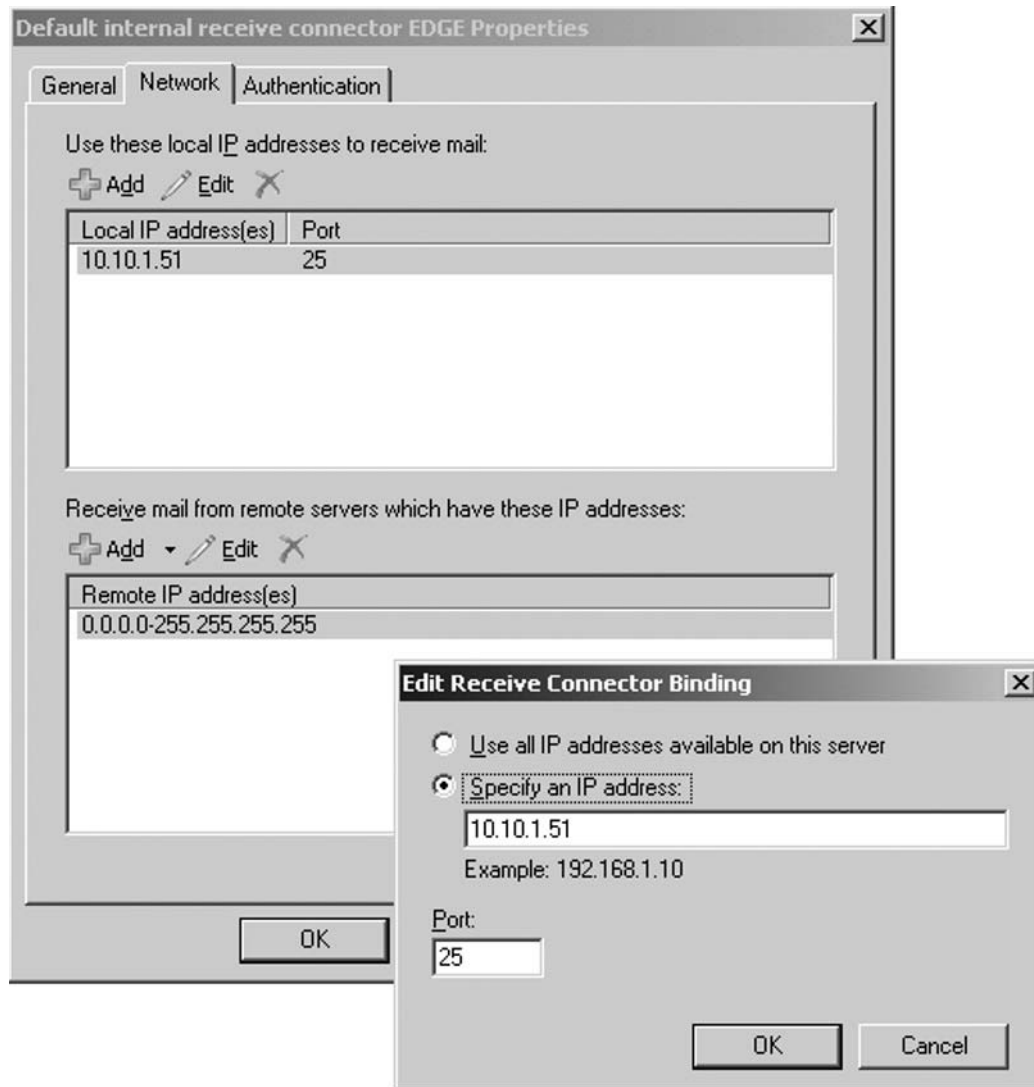 Default internal receive connector EDGE Properties
General Network Authentication
Use these local IP addresses to receive mail:
Add Edit
Local IP address(es) Port
10.10.1.51 25
Receive mail from remote servers which have these IP addresses:
Add Edit
Remote IP address(es)
0.0.0.0-255.255.255.255
OK
Edit Receive Connector Binding
Use all IP addresses available on this server
Specify an IP address:
10.10.1.51
Example: 192.168.1.10
Port:
25
OK Cancel